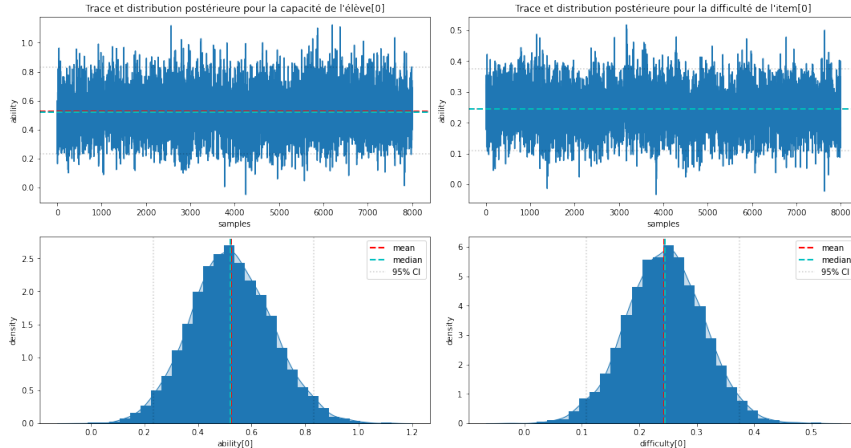 Trace et distribution postérieure pour la capacité de l'élève[0]
1.0
0.8
0.6
0.4
0.2
0.0
ability
0 1000 2000 3000 4000 5000 6000 7000 8000
samples
Trace et distribution postérieure pour la difficulté de l'item[0]
0.5
0.4
0.3
0.2
0.1
0.0
ability
0 1000 2000 3000 4000 5000 6000 7000 8000
samples
2.5
2.0
1.5
1.0
0.5
0.0
density
mean
median
95% CI
0.0 0.2 0.4 0.6 0.8 1.0 1.2
ability[0]
6
5
4
3
2
1
0
density
mean
median
95% CI
0.0 0.1 0.2 0.3 0.4 0.5
difficulty[0]